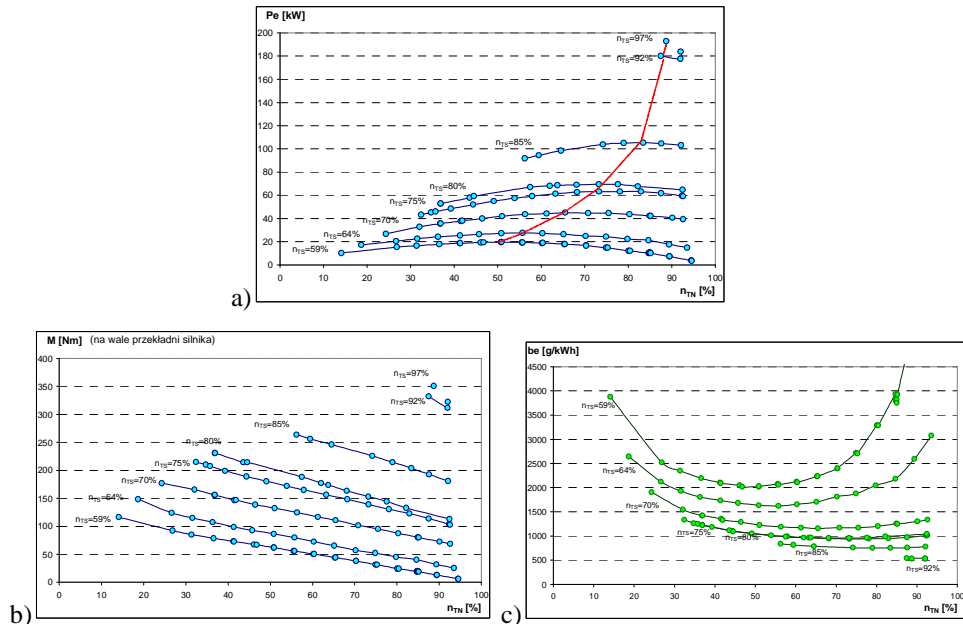 Pe [kW]
200
180
160
140
120
100
80
60
40
20
0
nTS=97%
nTS=92%
nTS=85%
nTS=80%
nTS=75%
nTS=70%
nTS=64%
nTS=59%
0 10 20 30 40 50 60 70 80 90 100
nTN [%]
a)
M [Nm] (na wale przekładni silnika)
400
350
300
250
200
150
100
50
0
nTS=97%
nTS=92%
nTS=85%
nTS=80%
nTS=75%
nTS=70%
nTS=64%
nTS=59%
0 10 20 30 40 50 60 70 80 90 100
nTN [%]
b)
be [g/kWh]
4500
4000
3500
3000
2500
2000
1500
1000
500
0
nTS=59%
nTS=64%
nTS=70%
nTS=75%
nTS=80%
nTS=85%
nTS=92%
0 10 20 30 40 50 60 70 80 90 100
nTN [%]
c)